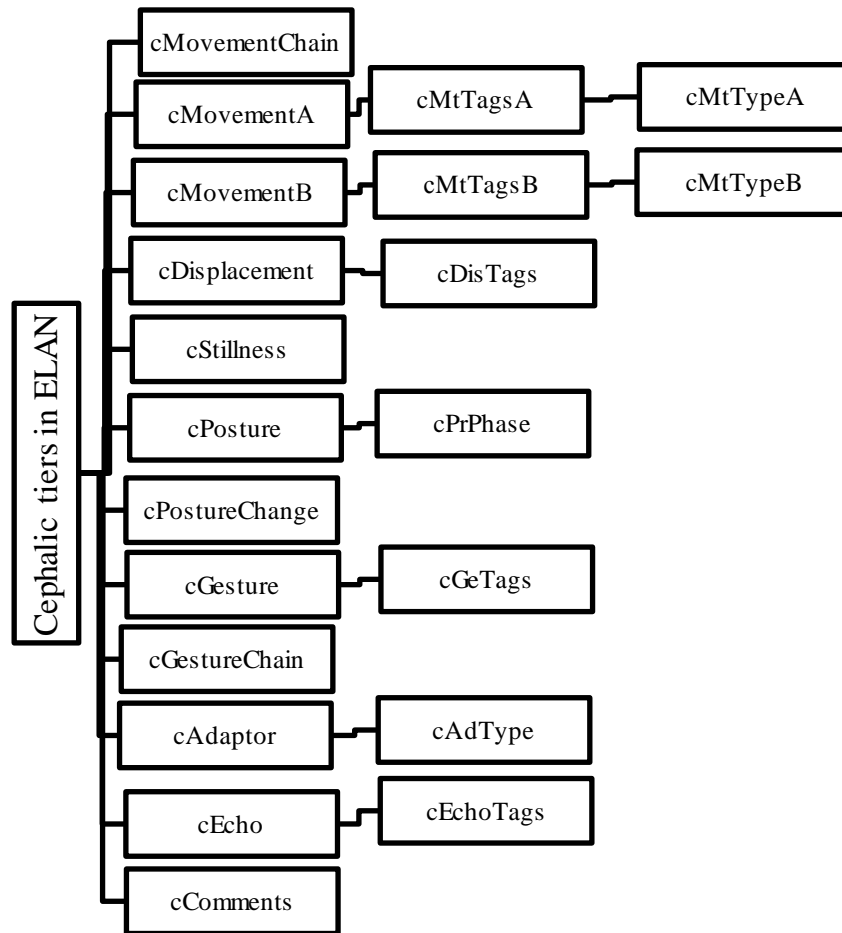 Cephalic tiers in ELAN
cMovementChain
cMovementA
cMtTagsA
cMtTypeA
cMovementB
cMtTagsB
cMtTypeB
cDisplacement
cDisTags
cStillness
cPosture
cPrPhase
cPostureChange
cGesture
cGeTags
cGestureChain
cAdaptor
cAdType
cEcho
cEchoTags
cComments